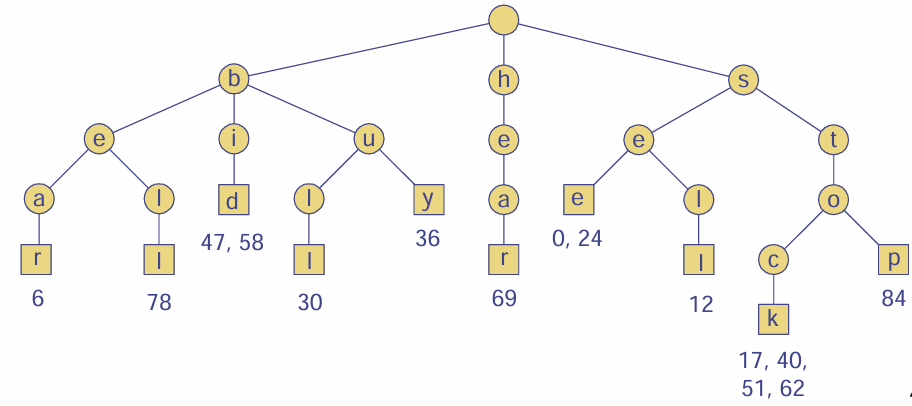 b h s
e i u e e t
a l d l y a e l o
47, 58 36 0, 24
r l l r l c p
6 78 30 69 12 84
k
17, 40,
51, 62